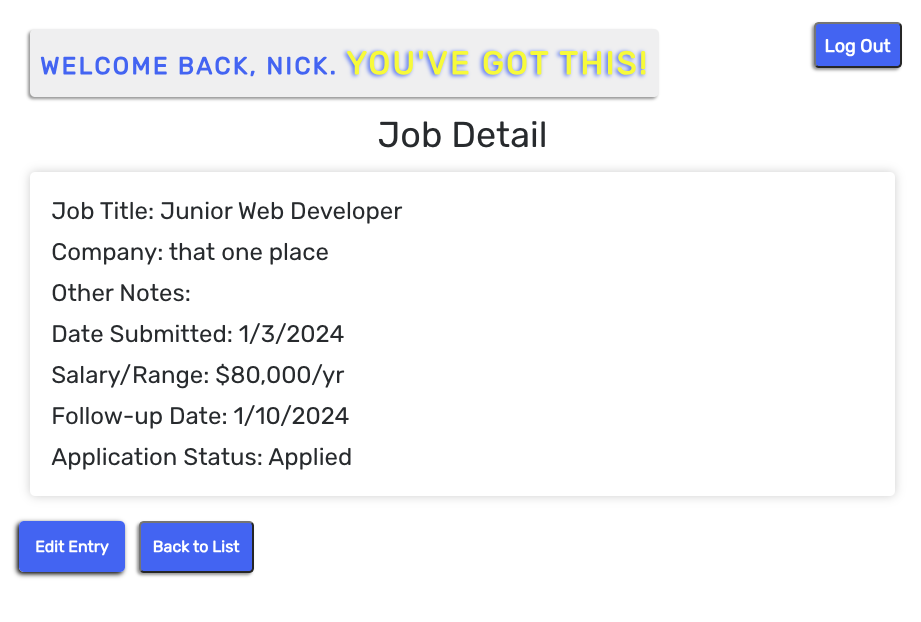 WELCOME BACK, NICK. YOU'VE GOT THIS!
Log Out
Job Detail
Job Title: Junior Web Developer
Company: that one place
Other Notes:
Date Submitted: 1/3/2024
Salary/Range: $80,000/yr
Follow-up Date: 1/10/2024
Application Status: Applied
Edit Entry
Back to List